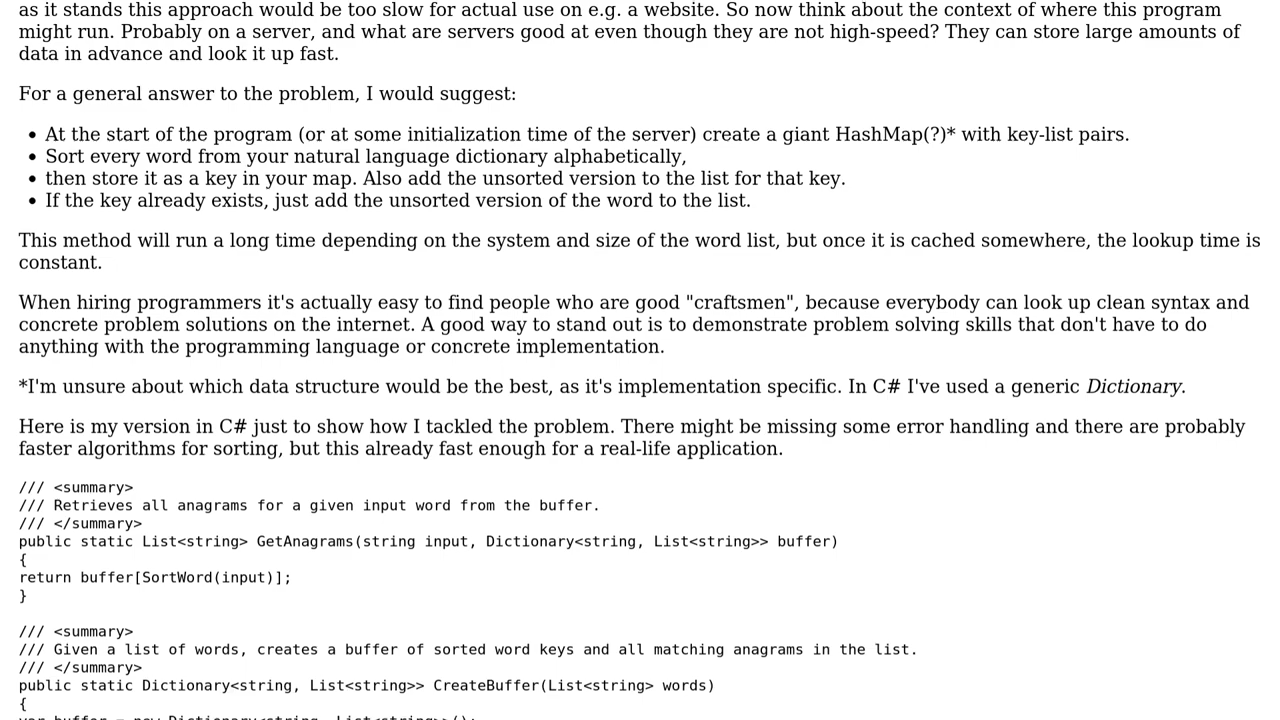 as it stands this approach would be too slow for actual use on e.g. a website. So now think about the context of where this program
might run. Probably on a server, and what are servers good at even though they are not high-speed? They can store large amounts of
data in advance and look it up fast.
For a general answer to the problem, I would suggest:
• At the start of the program (or at some initialization time of the server) create a giant HashMap(?)* with key-list pairs.
• Sort every word from your natural language dictionary alphabetically,
• then store it as a key in your map. Also add the unsorted version to the list for that key.
• If the key already exists, just add the unsorted version of the word to the list.
This method will run a long time depending on the system and size of the word list, but once it is cached somewhere, the lookup time is
constant.
When hiring programmers it's actually easy to find people who are good "craftsmen", because everybody can look up clean syntax and
concrete problem solutions on the internet. A good way to stand out is to demonstrate problem solving skills that don't have to do
anything with the programming language or concrete implementation.
*I'm unsure about which data structure would be the best, as it's implementation specific. In C# I've used a generic Dictionary.
Here is my version in C# just to show how I tackled the problem. There might be missing some error handling and there are probably
faster algorithms for sorting, but this already fast enough for a real-life application.
/// <summary>
/// Retrieves all anagrams for a given input word from the buffer.
/// </summary>
public static List<string> GetAnagrams(string input, Dictionary<string, List<string>> buffer)
{
return buffer[SortWord(input)];
}
/// <summary>
/// Given a list of words, creates a buffer of sorted word keys and all matching anagrams in the list.
/// </summary>
public static Dictionary<string, List<string>> CreateBuffer(List<string> words)
{
var buffer = new Dictionary<string, List<string>>();